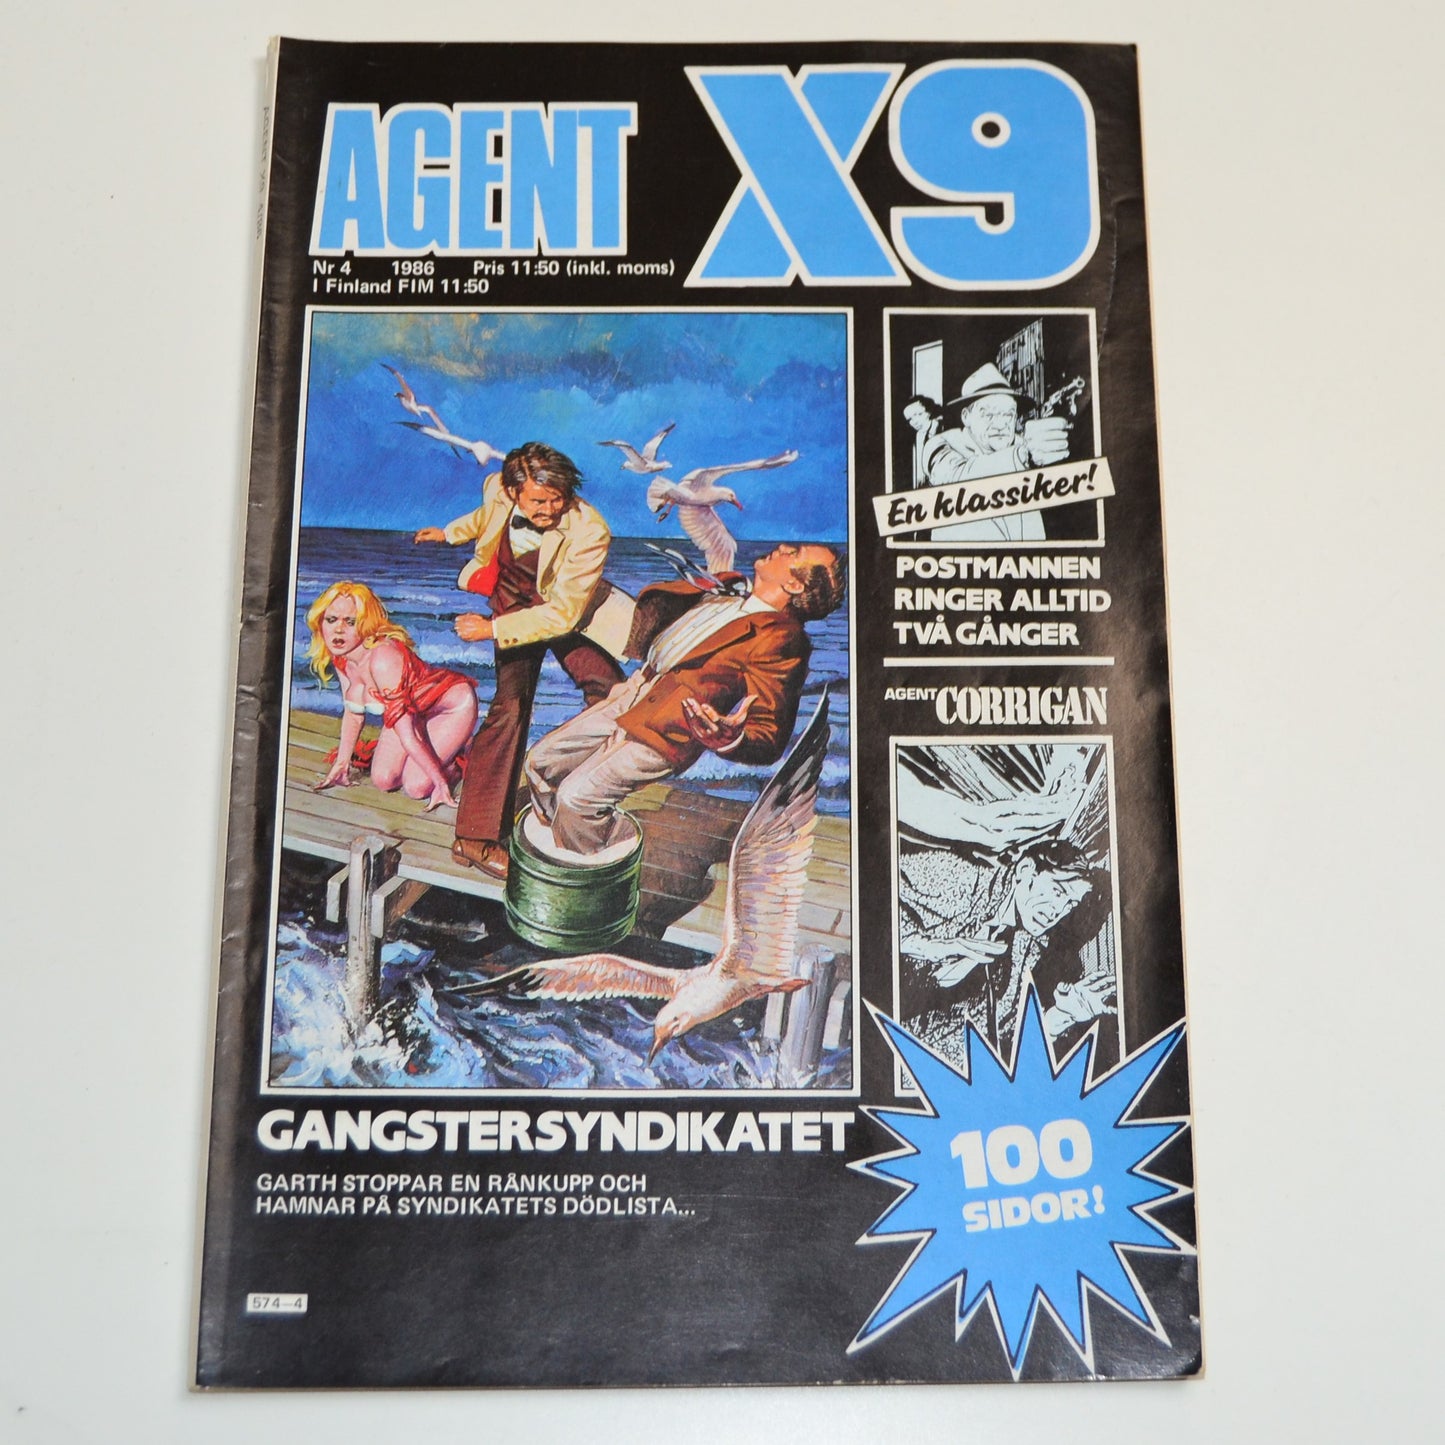 AGENT X9
Nr 4 1986 Pris 11:50 (inkl. moms)
I Finland FIM 11:50
En klassiker!
POSTMANNEN
RINGER ALLTID
TVÅ GÅNGER
AGENT CORRIGAN
GANGSTERSYNDIKATET
GARTH STOPPAR EN RÅNKUPP OCH
HAMNAR PÅ SYNDIKATETS DÖDLISTA...
100
SIDOR!
574-4